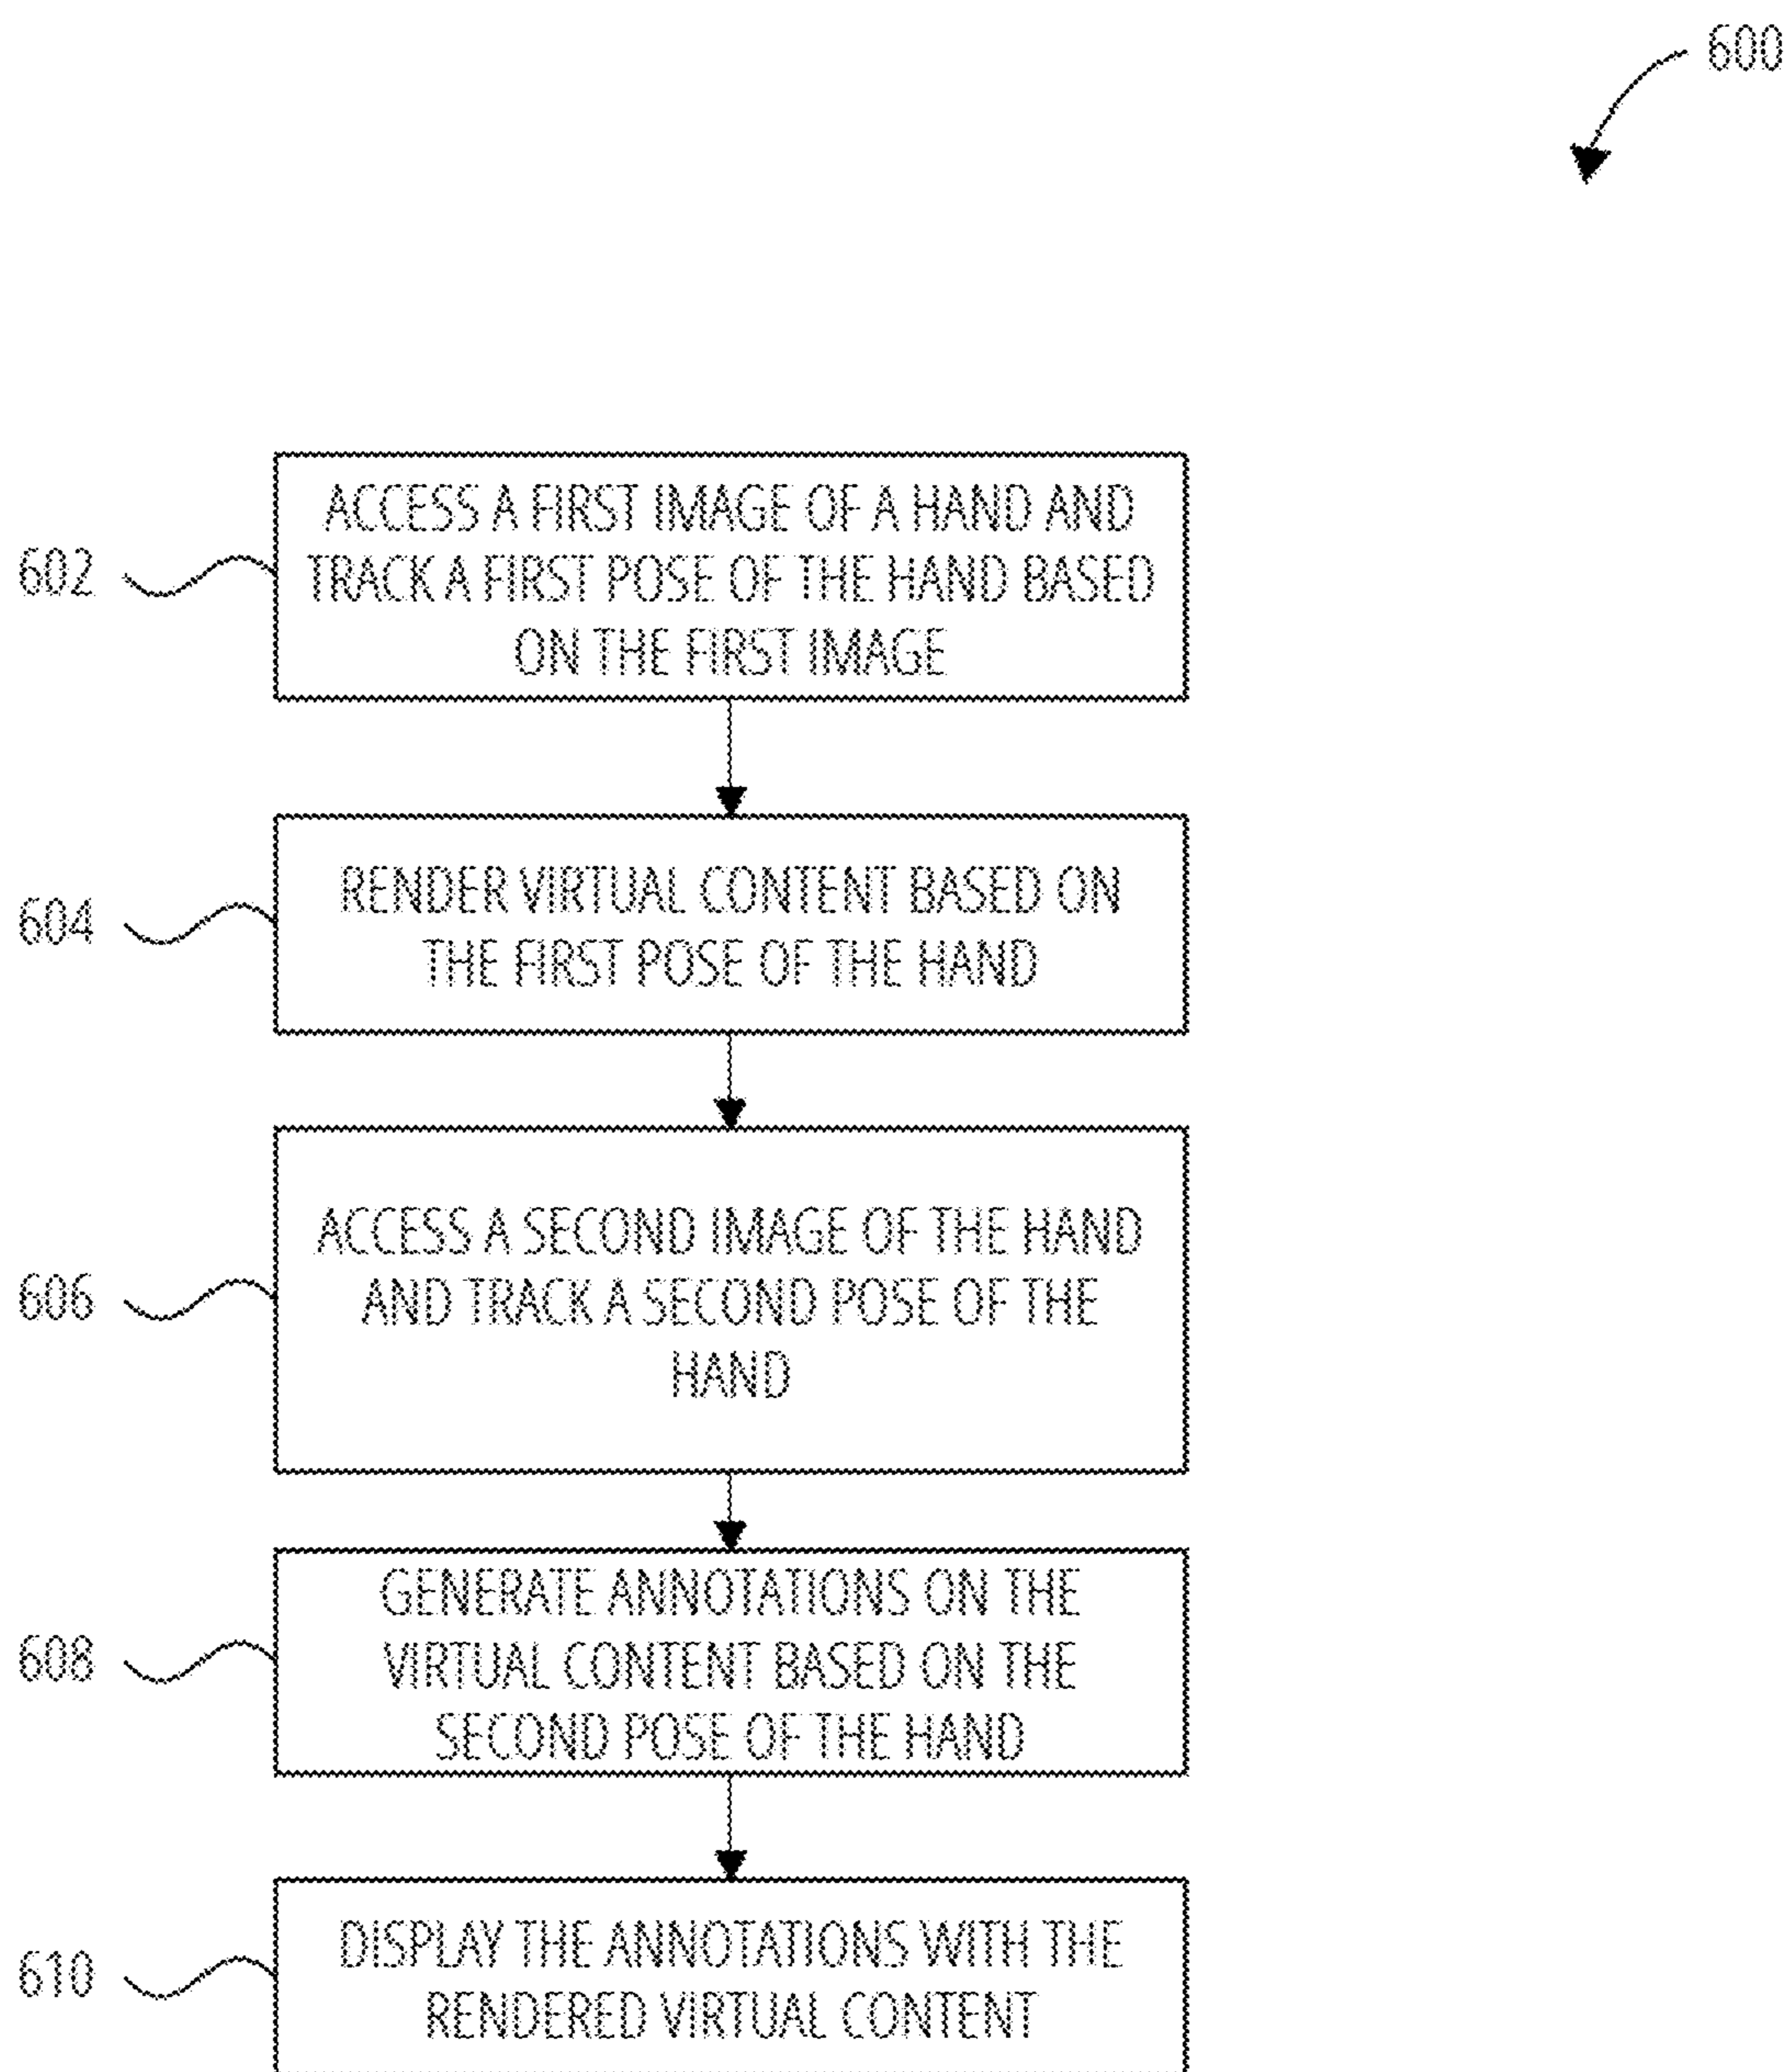 600
602
ACCESS A FIRST IMAGE OF A HAND AND
TRACK A FIRST POSE OF THE HAND BASED
ON THE FIRST IMAGE
604
RENDER VIRTUAL CONTENT BASED ON
THE FIRST POSE OF THE HAND
606
ACCESS A SECOND IMAGE OF THE HAND
AND TRACK A SECOND POSE OF THE
HAND
608
GENERATE ANNOTATIONS ON THE
VIRTUAL CONTENT BASED ON THE
SECOND POSE OF THE HAND
610
DISPLAY THE ANNOTATIONS WITH THE
RENDERED VIRTUAL CONTENT